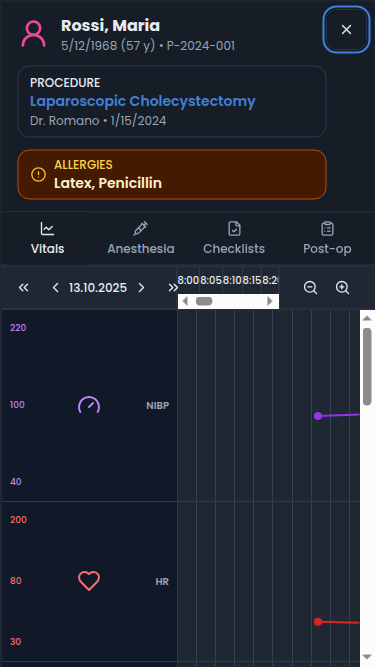 Rossi, Maria
5/12/1968 (57 y) • P-2024-001
PROCEDURE
Laparoscopic Cholecystectomy
Dr. Romano • 1/15/2024
ALLERGIES
Latex, Penicillin
Vitals
Anesthesia
Checklists
Post-op
13.10.2025
8:00 8:05 8:10 8:15 8:2
220
100
NIBP
40
200
80
HR
30